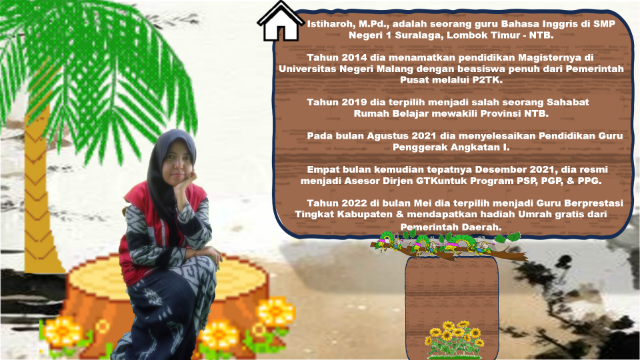 Istiharoh, M.Pd., adalah seorang guru Bahasa Inggris di SMP
Negeri 1 Suralaga, Lombok Timur - NTB.
Tahun 2014 dia menamatkan pendidikan Magisternya di
Universitas Negeri Malang dengan beasiswa penuh dari Pemerintah
Pusat melalui P2TK.
Tahun 2019 dia terpilih menjadi salah seorang Sahabat
Rumah Belajar mewakili Provinsi NTB.
Pada bulan Agustus 2021 dia menyelesaikan Pendidikan Guru
Penggerak Angkatan I.
Empat bulan kemudian tepatnya Desember 2021, dia resmi
menjadi Asesor Dirjen GTKuntuk Program PSP, PGP, & PPG.
Tahun 2022 di bulan Mei dia terpilih menjadi Guru Berprestasi
Tingkat Kabupaten & mendapatkan hadiah Umrah gratis dari
Pemerintah Daerah.